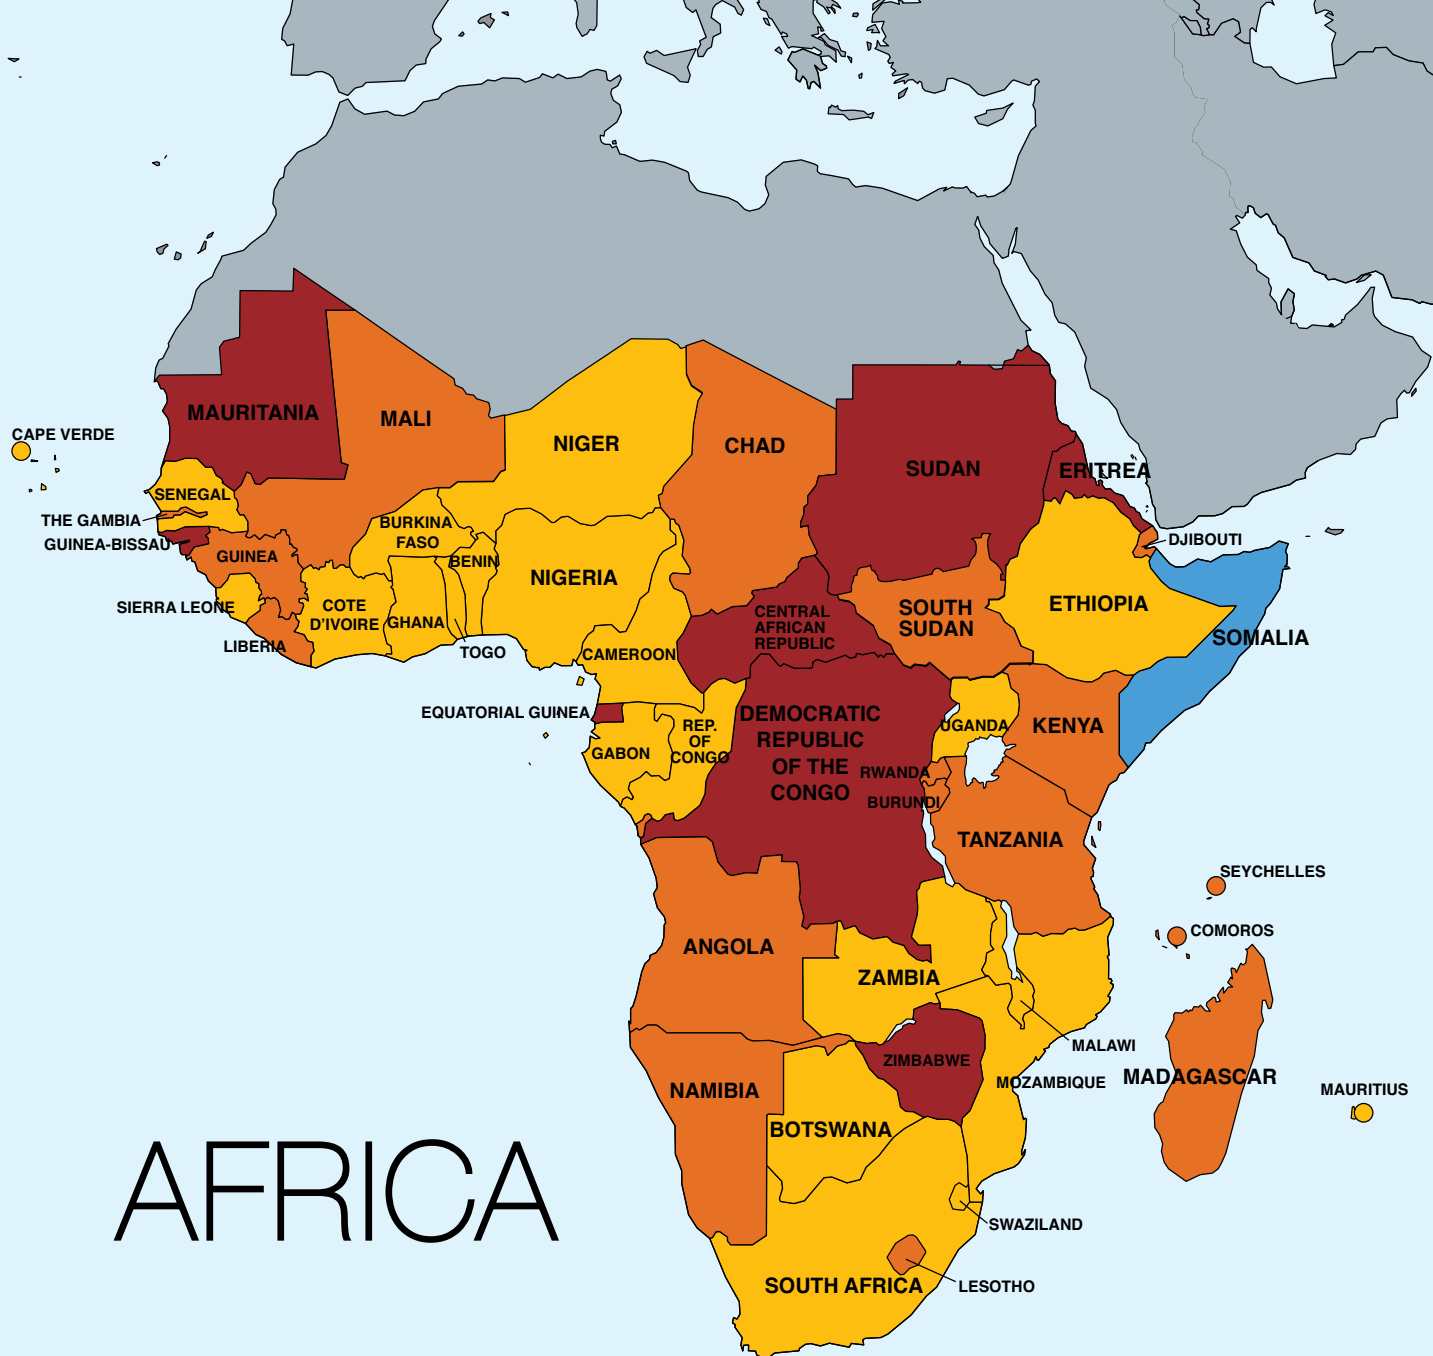 MAURITANIA
MALI
NIGER
CHAD
SUDAN
ERITREA
CAPE VERDE
SENEGAL
THE GAMBIA
GUINEA-BISSAU
GUINEA
BURKINA
FASO
BENIN
NIGERIA
DJIBOUTI
SIERRA LEONE
COTE
D'IVOIRE
GHANA
LIBERIA
TOGO
CAMEROON
CENTRAL
AFRICAN
REPUBLIC
SOUTH
SUDAN
ETHIOPIA
SOMALIA
EQUATORIAL GUINEA
GABON
REP.
OF
CONGO
DEMOCRATIC
REPUBLIC
OF THE
CONGO
UGANDA
KENYA
RWANDA
BURUNDI
TANZANIA
SEYCHELLES
COMOROS
ANGOLA
ZAMBIA
MALAWI
ZIMBABWE
MOZAMBIQUE
MADAGASCAR
MAURITIUS
NAMIBIA
BOTSWANA
SWAZILAND
SOUTH AFRICA
LESOTHO
AFRICA